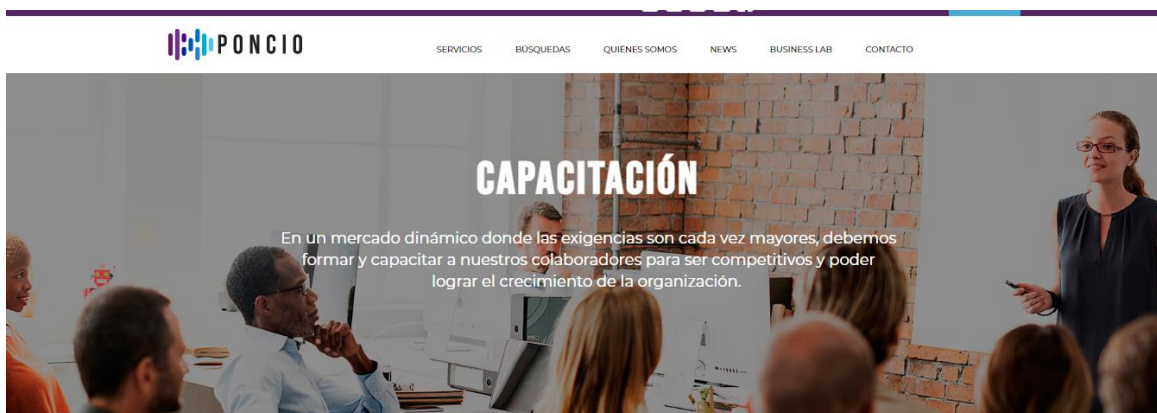 PONCIO
SERVICIOS BÚSQUEDAS QUIÉNES SOMOS NEWS BUSINESS LAB CONTACTO
CAPACITACIÓN
En un mercado dinámico donde las exigencias son cada vez mayores, debemos
formar y capacitar a nuestros colaboradores para ser competitivos y poder
lograr el crecimiento de la organización.